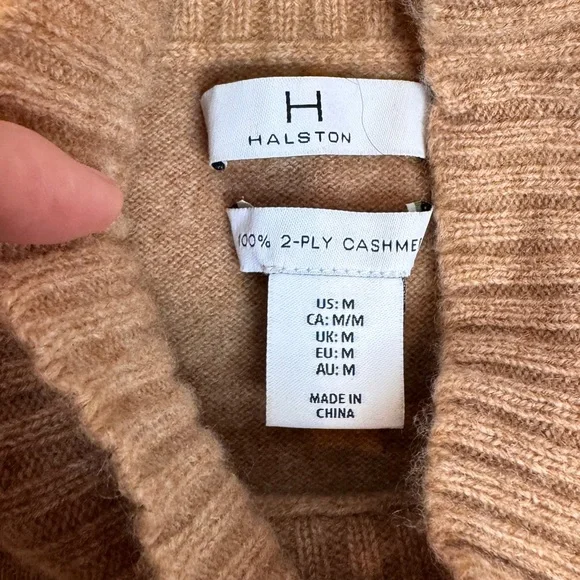 H
HALSTON
100% 2-PLY CASHME
US: M
CA: M/M
UK: M
EU: M
AU: M
MADE IN
CHINA